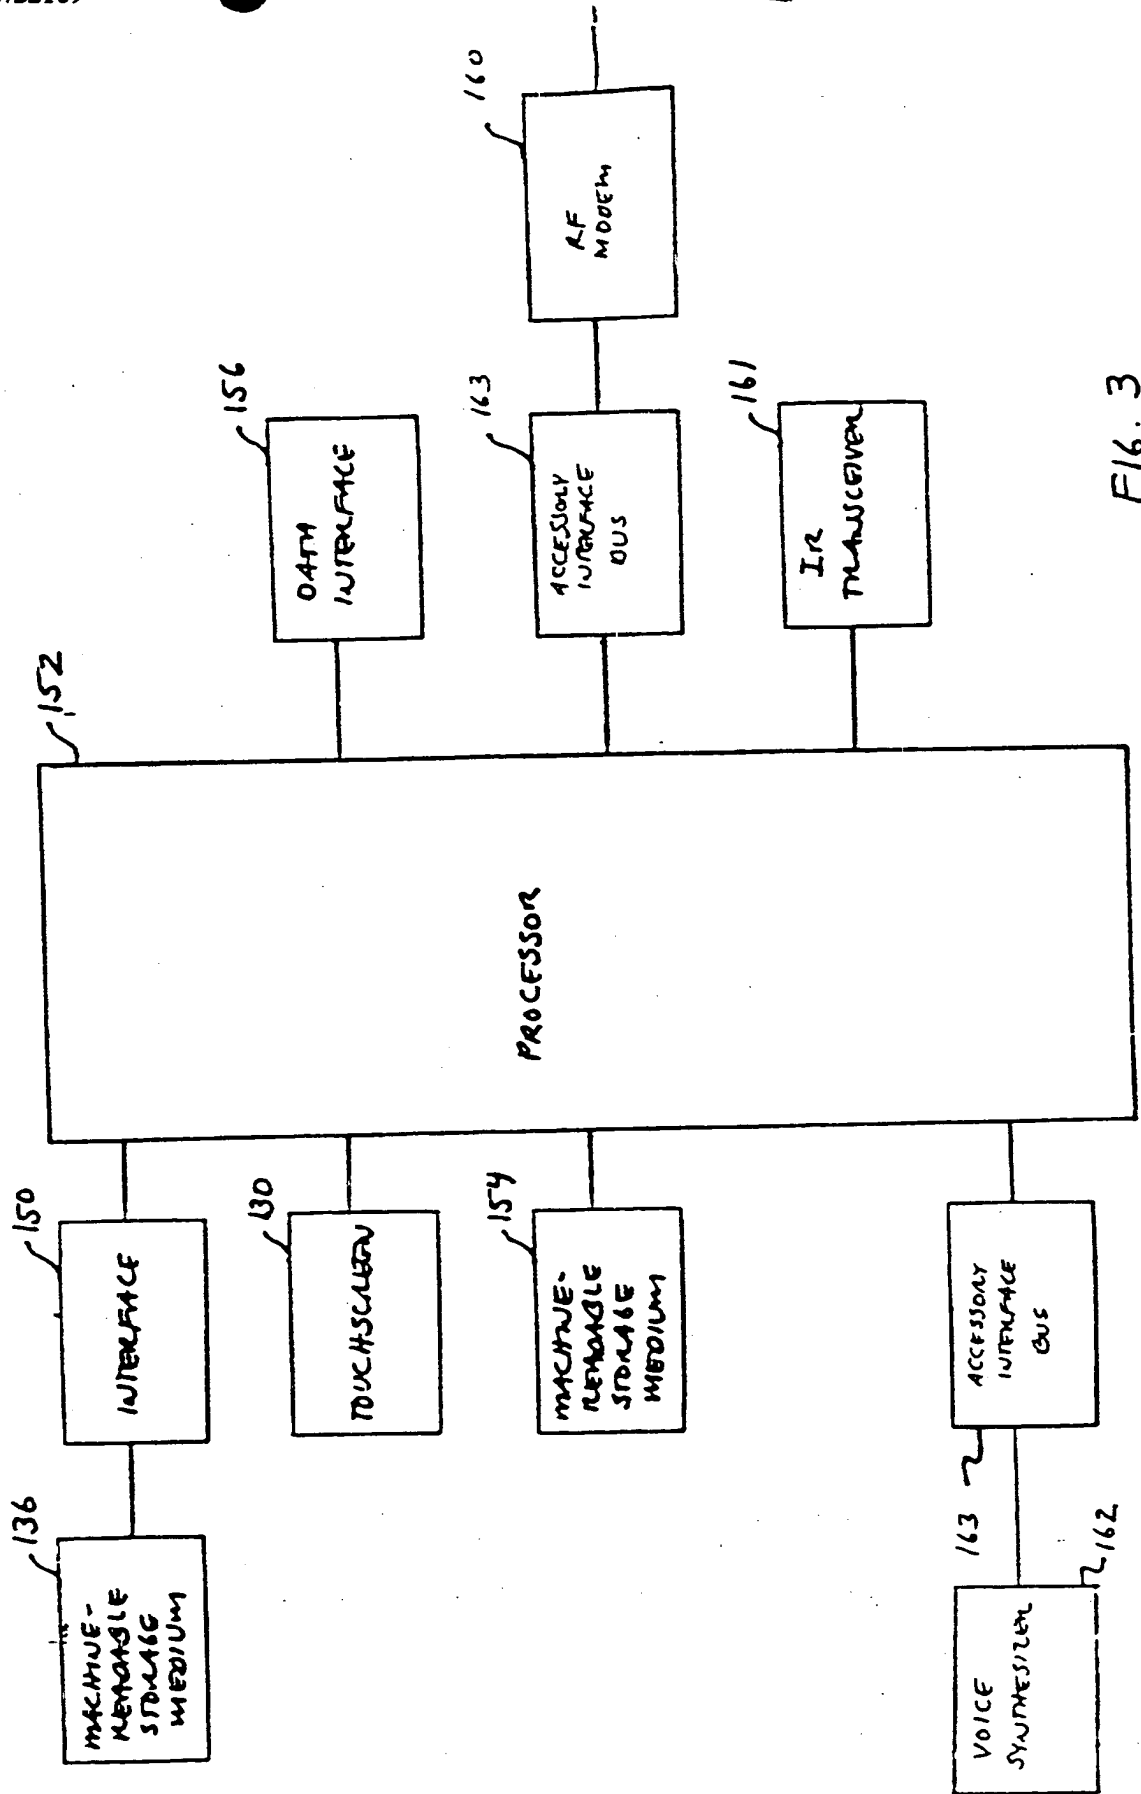 136
MACHINE-
READABLE
STORAGE
MEDIUM
150
INTERFACE
130
TOUCHSCREEN
154
MACHINE-
READABLE
STORAGE
MEDIUM
163
ACCESSORY
INTERFACE
BUS
162
VOICE
SYNTHESIZER
152
PROCESSOR
156
DATA
INTERFACE
163
ACCESSORY
INTERFACE
BUS
160
RF
MODEM
161
IR
TRANSCEIVER
FIG. 3